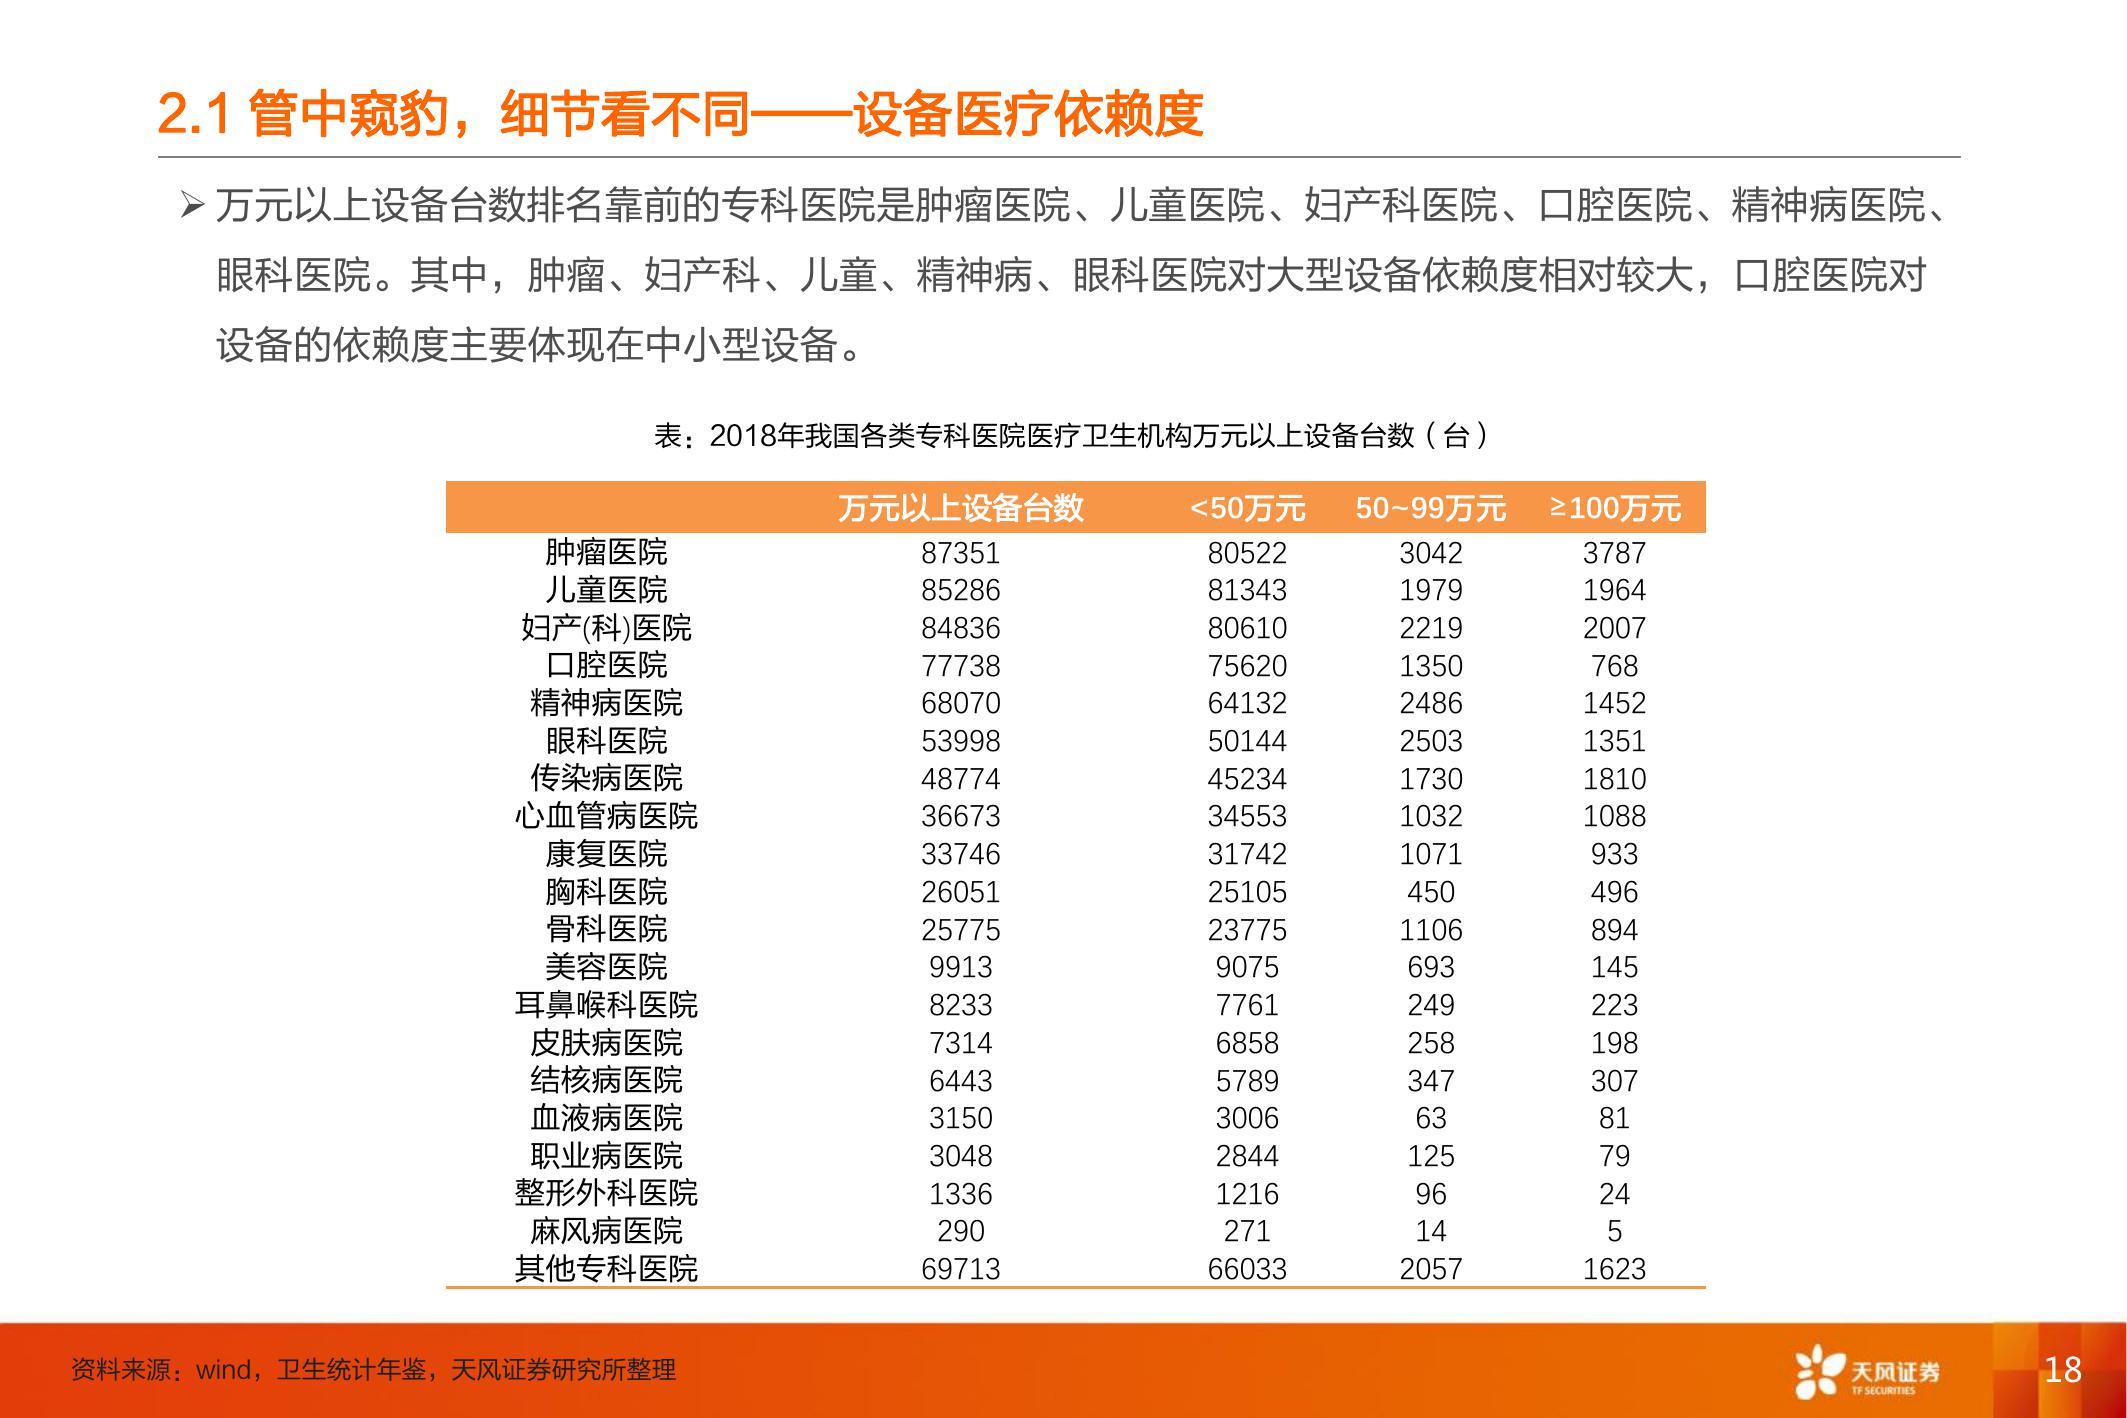 2.1 管中窥豹，细节看不同——设备医疗依赖度
➢ 万元以上设备台数排名靠前的专科医院是肿瘤医院、儿童医院、妇产科医院、口腔医院、精神病医院、
眼科医院。其中，肿瘤、妇产科、儿童、精神病、眼科医院对大型设备依赖度相对较大，口腔医院对
设备的依赖度主要体现在中小型设备。
表：2018年我国各类专科医院医疗卫生机构万元以上设备台数（台）
万元以上设备台数 <50万元 50~99万元 ≥100万元
肿瘤医院 87351 80522 3042 3787
儿童医院 85286 81343 1979 1964
妇产(科)医院 84836 80610 2219 2007
口腔医院 77738 75620 1350 768
精神病医院 68070 64132 2486 1452
眼科医院 53998 50144 2503 1351
传染病医院 48774 45234 1730 1810
心血管病医院 36673 34553 1032 1088
康复医院 33746 31742 1071 933
胸科医院 26051 25105 450 496
骨科医院 25775 23775 1106 894
美容医院 9913 9075 693 145
耳鼻喉科医院 8233 7761 249 223
皮肤病医院 7314 6858 258 198
结核病医院 6443 5789 347 307
血液病医院 3150 3006 63 81
职业病医院 3048 2844 125 79
整形外科医院 1336 1216 96 24
麻风病医院 290 271 14 5
其他专科医院 69713 66033 2057 1623
资料来源：wind，卫生统计年鉴，天风证券研究所整理
天风证券
TF SECURITIES
18